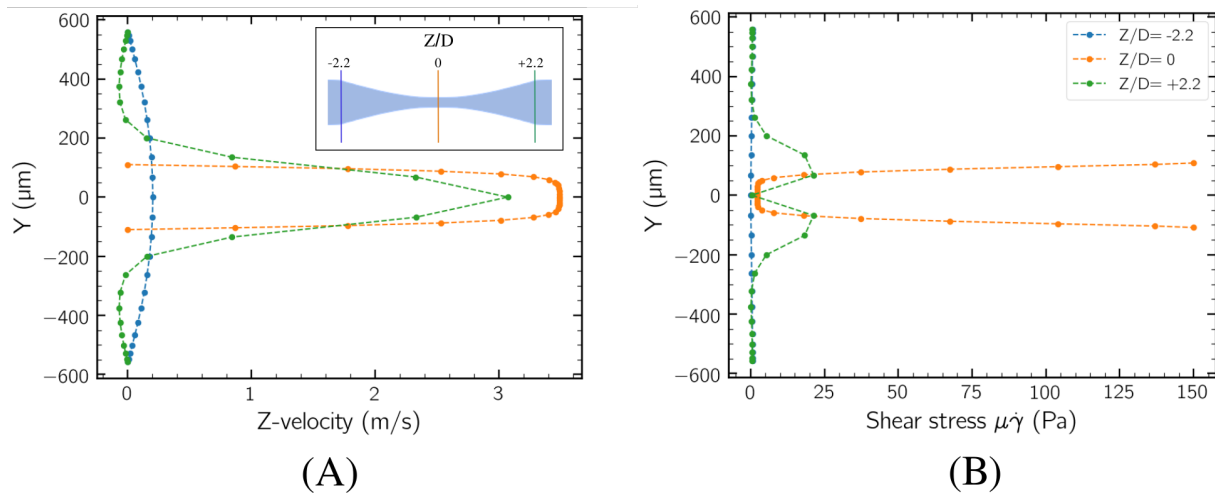 600
400
200
0
−200
−400
−600
Y (μm)
0
1
2
3
Z-velocity (m/s)
Z/D
-2.2
0
+2.2
(A)
600
400
200
0
−200
−400
−600
Y (μm)
0
25
50
75
100
125
150
Shear stress μγ̇ (Pa)
Z/D= -2.2
Z/D= 0
Z/D= +2.2
(B)